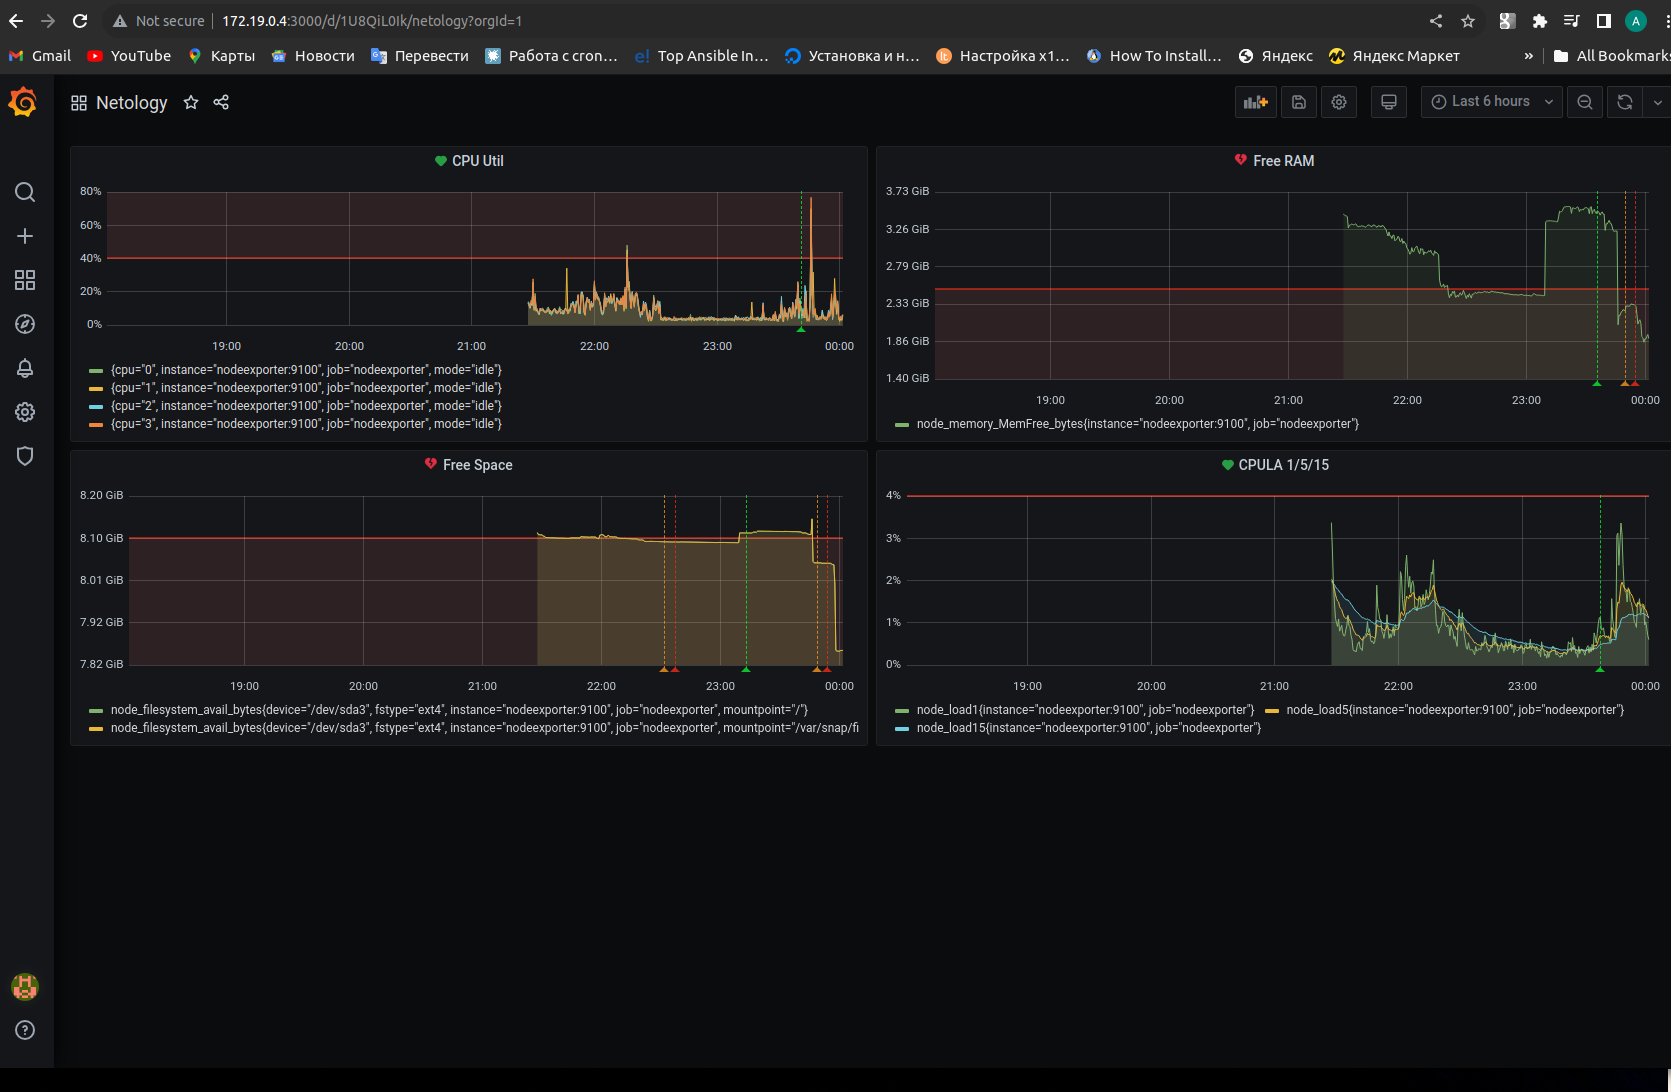 Not secure 172.19.0.4:3000/d/1U8QiL0Ik/netology?orgId=1 A
Gmail YouTube Карты Новости Перевести Работа с cron… Top Ansible In… Установка и н… Настройка x1… How To Install… Яндекс Яндекс Маркет » All Bookmarks
Netology Last 6 hours
CPU Util
80%
60%
40%
20%
0%
19:00 20:00 21:00 22:00 23:00 00:00
{cpu="0", instance="nodeexporter:9100", job="nodeexporter", mode="idle"}
{cpu="1", instance="nodeexporter:9100", job="nodeexporter", mode="idle"}
{cpu="2", instance="nodeexporter:9100", job="nodeexporter", mode="idle"}
{cpu="3", instance="nodeexporter:9100", job="nodeexporter", mode="idle"}
Free RAM
3.73 GiB
3.26 GiB
2.79 GiB
2.33 GiB
1.86 GiB
1.40 GiB
19:00 20:00 21:00 22:00 23:00 00:00
node_memory_MemFree_bytes{instance="nodeexporter:9100", job="nodeexporter"}
Free Space
8.20 GiB
8.10 GiB
8.01 GiB
7.92 GiB
7.82 GiB
19:00 20:00 21:00 22:00 23:00 00:00
node_filesystem_avail_bytes{device="/dev/sda3", fstype="ext4", instance="nodeexporter:9100", job="nodeexporter", mountpoint="/"}
node_filesystem_avail_bytes{device="/dev/sda3", fstype="ext4", instance="nodeexporter:9100", job="nodeexporter", mountpoint="/var/snap/fi
CPULA 1/5/15
4%
3%
2%
1%
0%
19:00 20:00 21:00 22:00 23:00 00:00
node_load1{instance="nodeexporter:9100", job="nodeexporter"} node_load5{instance="nodeexporter:9100", job="nodeexporter"}
node_load15{instance="nodeexporter:9100", job="nodeexporter"}